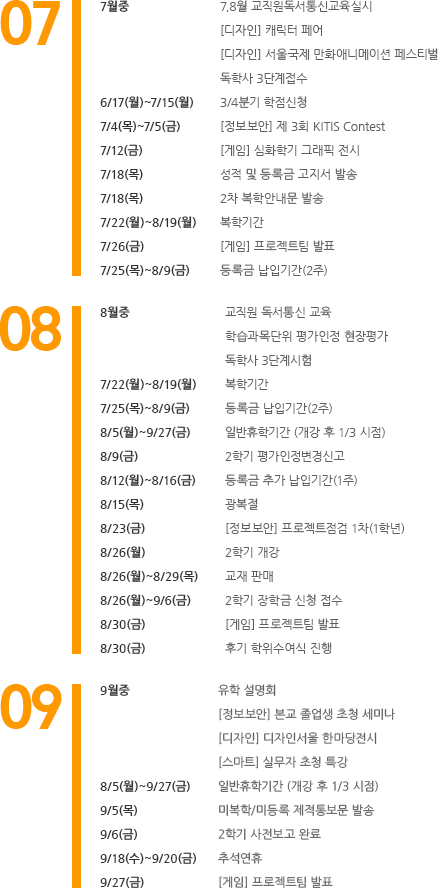 07
7월중 7,8월 교직원독서통신교육실시
[디자인] 캐릭터 페어
[디자인] 서울국제 만화애니메이션 페스티벌
독학사 3단계접수
6/17(월)~7/15(월) 3/4분기 학점신청
7/4(목)~7/5(금) [정보보안] 제 3회 KITIS Contest
7/12(금) [게임] 심화학기 그래픽 전시
7/18(목) 성적 및 등록금 고지서 발송
7/18(목) 2차 복학안내문 발송
7/22(월)~8/19(월) 복학기간
7/26(금) [게임] 프로젝트팀 발표
7/25(목)~8/9(금) 등록금 납입기간(2주)
08
8월중 교직원 독서통신 교육
학습과목단위 평가인정 현장평가
독학사 3단계시험
7/22(월)~8/19(월) 복학기간
7/25(목)~8/9(금) 등록금 납입기간(2주)
8/5(월)~9/27(금) 일반휴학기간 (개강 후 1/3 시점)
8/9(금) 2학기 평가인정변경신고
8/12(월)~8/16(금) 등록금 추가 납입기간(1주)
8/15(목) 광복절
8/23(금) [정보보안] 프로젝트점검 1차(1학년)
8/26(월) 2학기 개강
8/26(월)~8/29(목) 교재 판매
8/26(월)~9/6(금) 2학기 장학금 신청 접수
8/30(금) [게임] 프로젝트팀 발표
8/30(금) 후기 학위수여식 진행
09
9월중 유학 설명회
[정보보안] 본교 졸업생 초청 세미나
[디자인] 디자인서울 한마당전시
[스마트] 실무자 초청 특강
8/5(월)~9/27(금) 일반휴학기간 (개강 후 1/3 시점)
9/5(목) 미복학/미등록 제적통보문 발송
9/6(금) 2학기 사전보고 완료
9/18(수)~9/20(금) 추석연휴
9/27(금) [게임] 프로젝트팀 발표